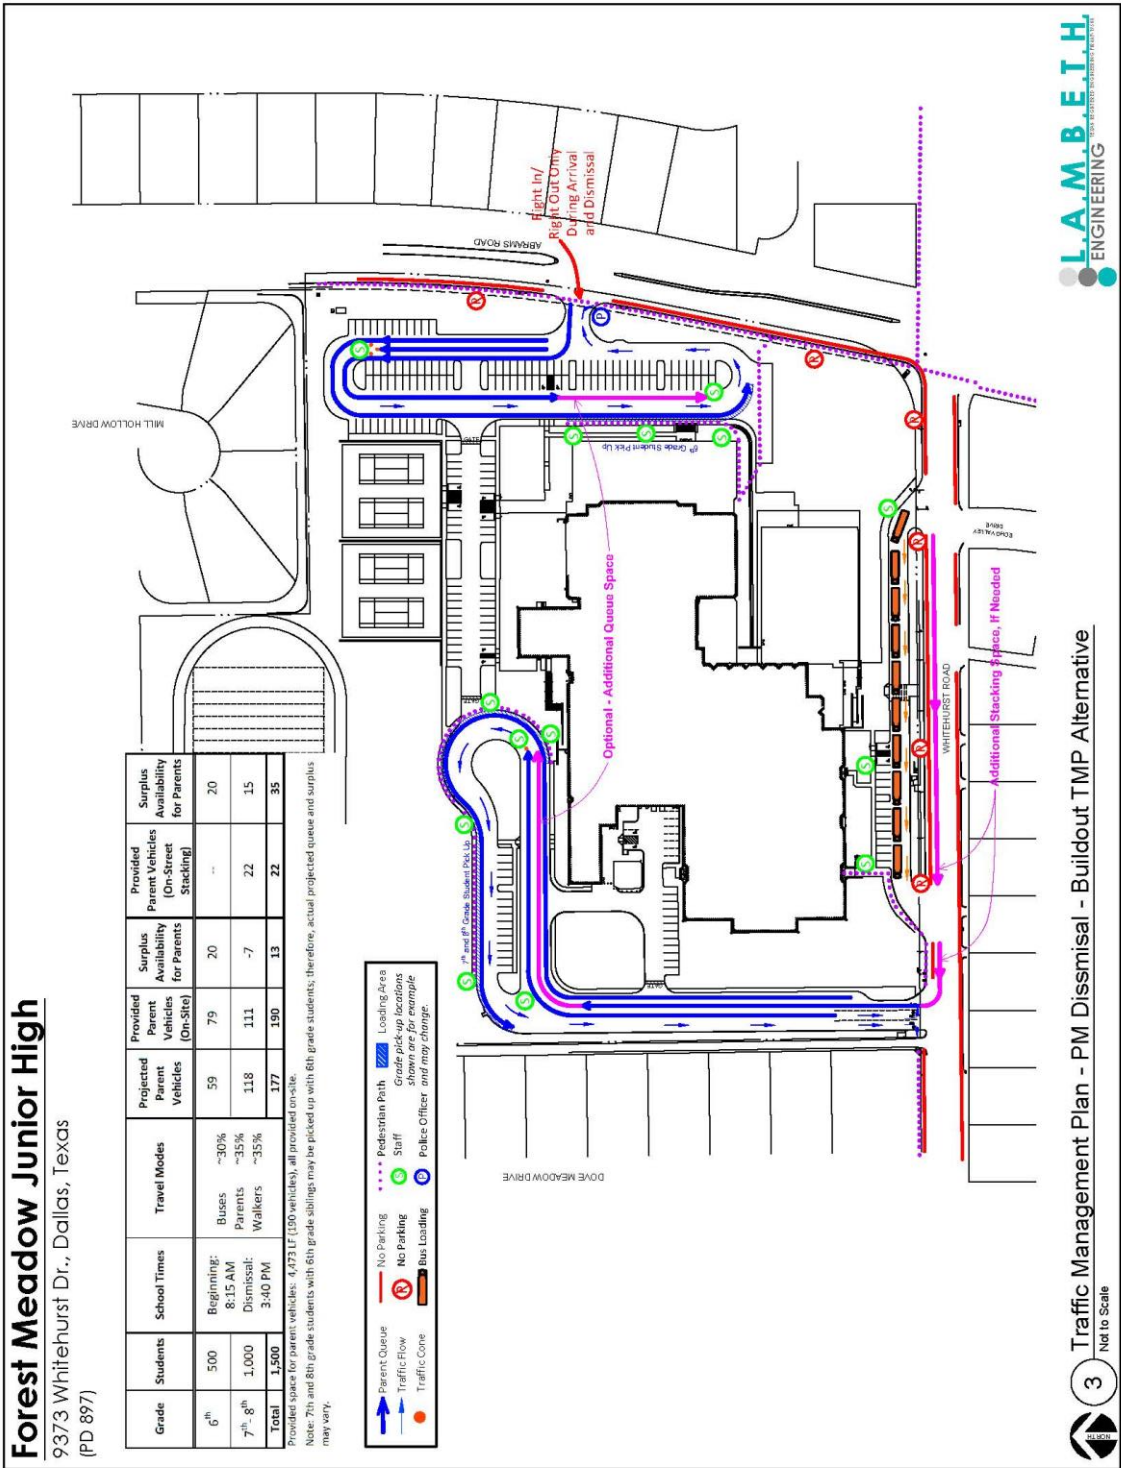 Forest Meadow Junior High
9373 Whitehurst Dr., Dallas, Texas
(PD 897)
Grade
Students
School Times
Travel Modes
Projected
Parent
Vehicles
Provided
Parent
Vehicles
(On-Site)
Surplus
Availability
for Parents
Provided
Parent Vehicles
(On-Street
Stacking)
Surplus
Availability
for Parents
6th
500
Beginning:
8:15 AM
Dismissal:
3:40 PM
Buses ~30%
Parents ~35%
Walkers ~35%
59
79
20
--
20
7th - 8th
1,000
118
111
-7
22
15
Total
1,500
177
190
13
22
35
Provided space for parent vehicles: 4,473 LF (190 vehicles), all provided on-site.
Note: 7th and 8th grade students with 6th grade siblings may be picked up with 6th grade students; therefore, actual projected queue and surplus
may vary.
Parent Queue
Traffic Flow
Traffic Cone
No Parking
R No Parking
Bus Loading
Pedestrian Path
S Staff
P Police Officer
Loading Area
Grade pick-up locations
shown are for example
and may change.
MILL HOLLOW DRIVE
ABRAMS ROAD
Right In/
Right Out Only
During Arrival
and Dismissal
6th Grade Student Pick Up
7th and 8th Grade Student Pick Up
GATE
GATE
GATE
Optional - Additional Queue Space
DOVE MEADOW DRIVE
WHITEHURST ROAD
ECHO VALLEY
DRIVE
Additional Stacking Space, If Needed
NORTH
3
Traffic Management Plan - PM Dismissal - Buildout TMP Alternative
Not to Scale
L.A.M.B.E.T.H.
ENGINEERING